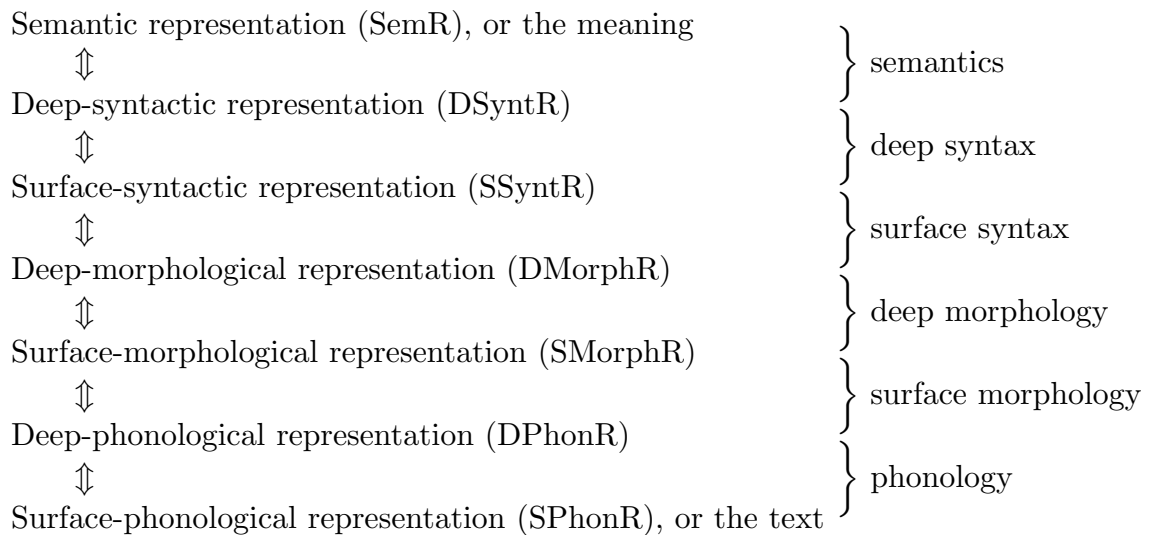 Semantic representation (SemR), or the meaning
⇕
semantics
Deep-syntactic representation (DSyntR)
⇕
deep syntax
Surface-syntactic representation (SSyntR)
⇕
surface syntax
Deep-morphological representation (DMorphR)
⇕
deep morphology
Surface-morphological representation (SMorphR)
⇕
surface morphology
Deep-phonological representation (DPhonR)
⇕
phonology
Surface-phonological representation (SPhonR), or the text